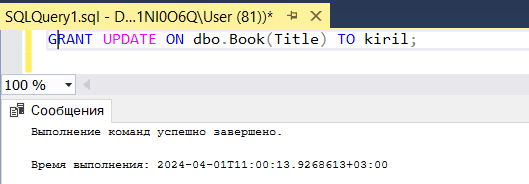 SQLQuery1.sql - D...1NI0O6Q\User (81))*
GRANT UPDATE ON dbo.Book(Title) TO kiril;
100 %
Сообщения
Выполнение команд успешно завершено.
Время выполнения: 2024-04-01T11:00:13.9268613+03:00